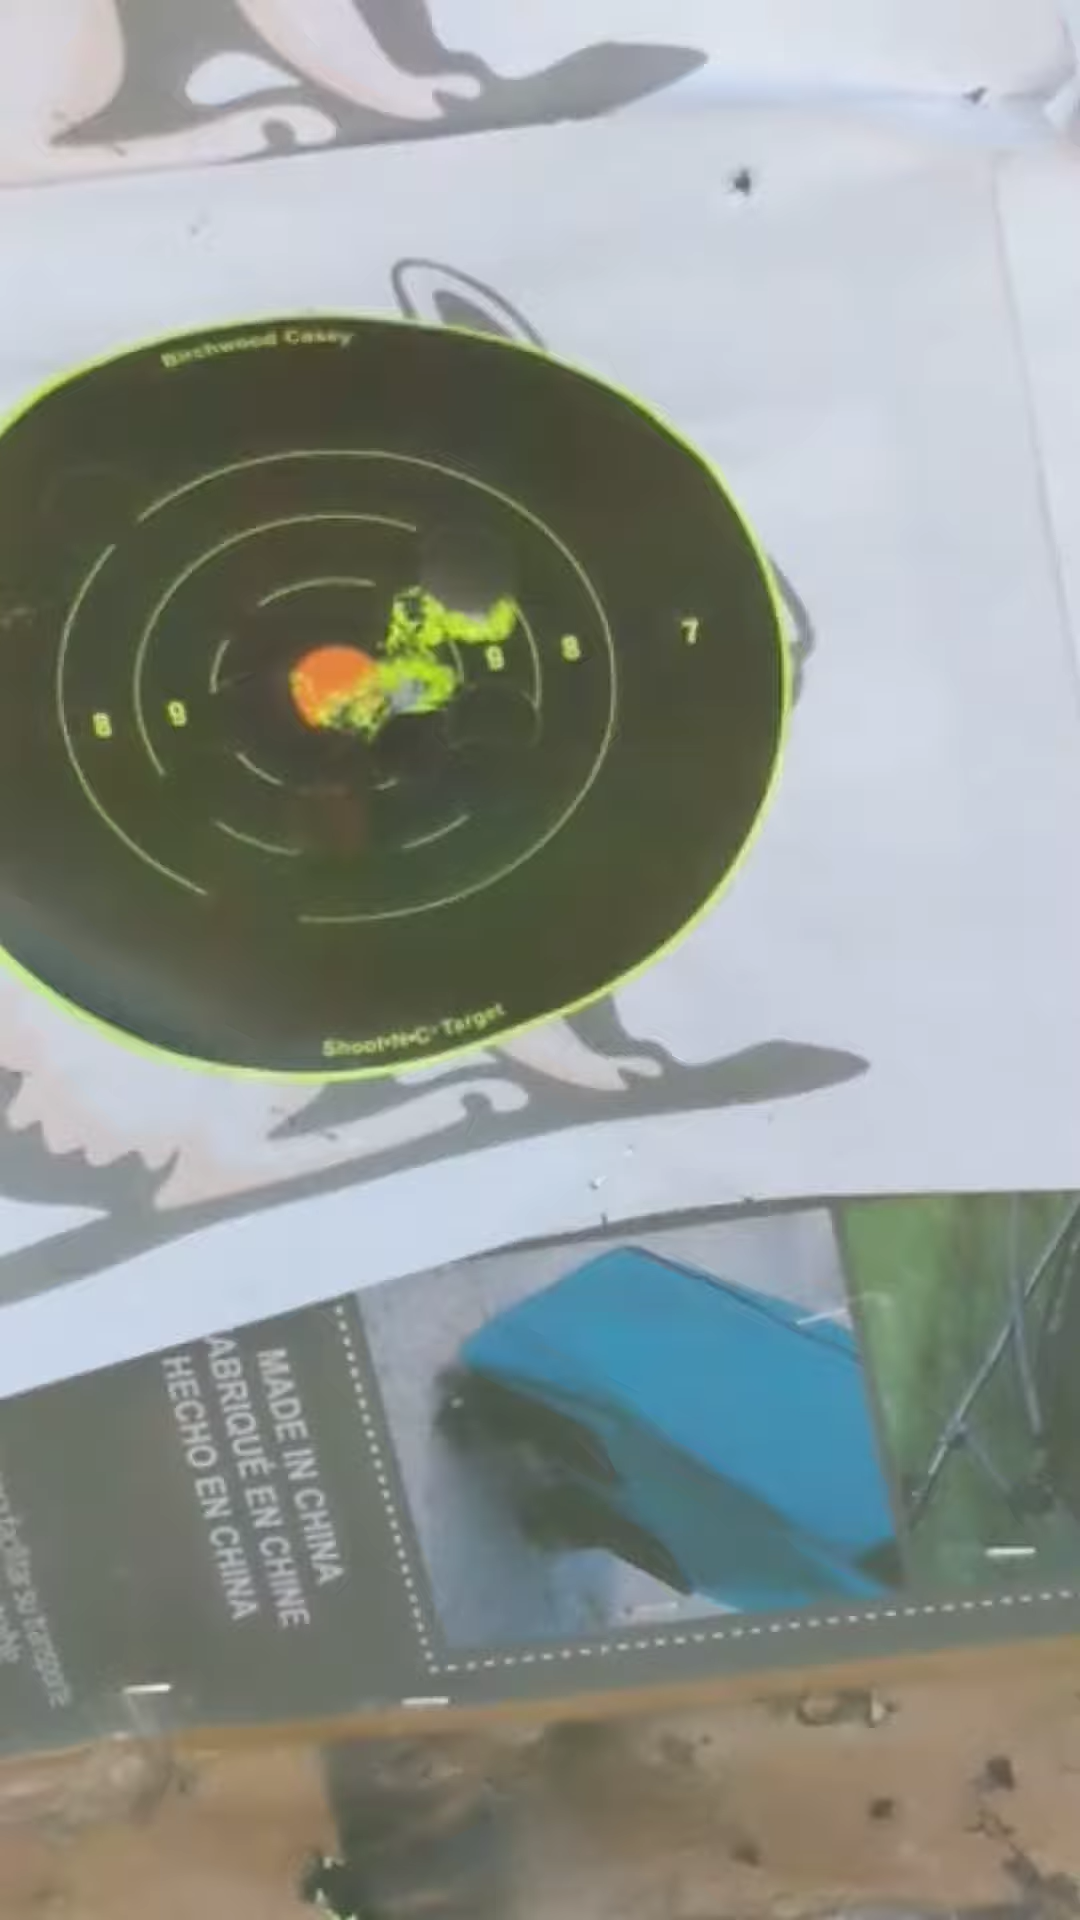 Birchwood Casey
7
8
9
9
8
Shoot•N•C® Target
MADE IN CHINA
FABRIQUÉ EN CHINE
HECHO EN CHINA